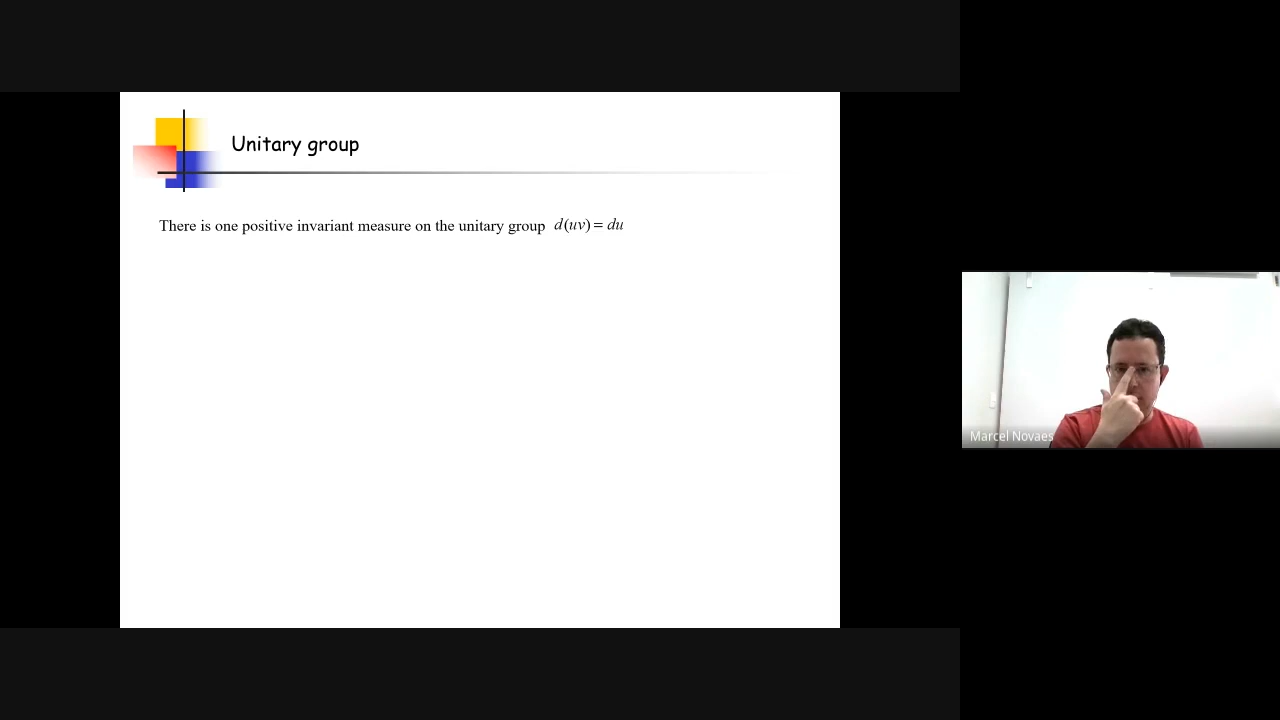 Unitary group
There is one positive invariant measure on the unitary group d(uv) = du
Marcel Novaes